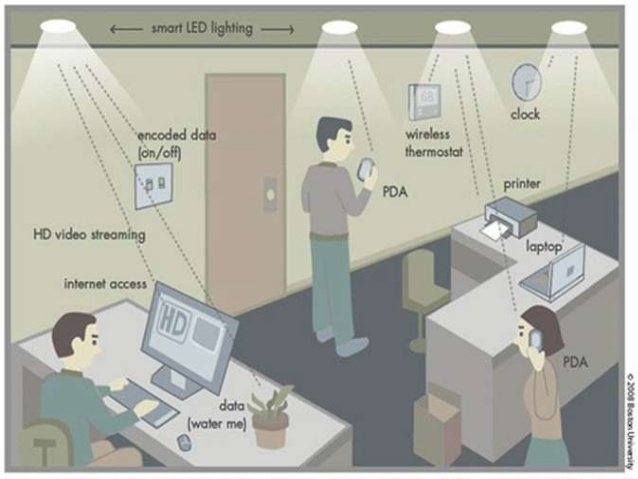 smart LED lighting
encoded data
(on/off)
68
clock
wireless
thermostat
PDA
printer
HD video streaming
laptop
internet access
HD
PDA
data
(water me)
© 2008 Boston University